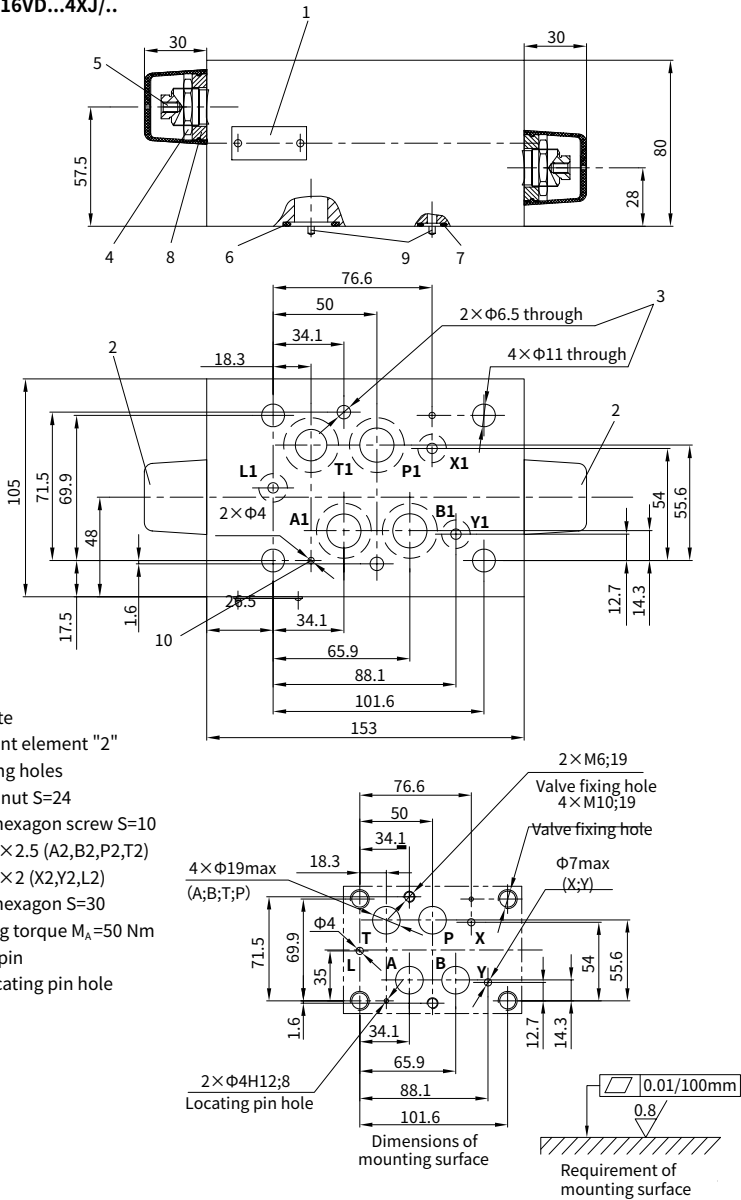 16VD...4XJ/..
1
30
30
5
57.5
80
28
4
8
6
9
7
76.6
50
2×Φ6.5 through
3
34.1
2
18.3
4×Φ11 through
2
L1
T1
P1
X1
105
71.5
69.9
48
A1
B1
Y1
2×Φ4
54
55.6
17.5
1.6
26.5
34.1
12.7
14.3
10
65.9
88.1
101.6
153
te
nt element "2"
ng holes
nut S=24
hexagon screw S=10
×2.5 (A2,B2,P2,T2)
×2 (X2,Y2,L2)
hexagon S=30
g torque MA=50 Nm
pin
cating pin hole
2×M6;19
Valve fixing hole
4×M10;19
Valve fixing hole
76.6
50
34.1
18.3
4×Φ19max
(A;B;T;P)
Φ7max
(X;Y)
Φ4
T
P
X
L
A
B
Y
71.5
69.9
35
1.6
54
55.6
12.7
14.3
34.1
65.9
88.1
101.6
2×Φ4H12;8
Locating pin hole
Dimensions of
mounting surface
0.01/100mm
0.8
Requirement of
mounting surface